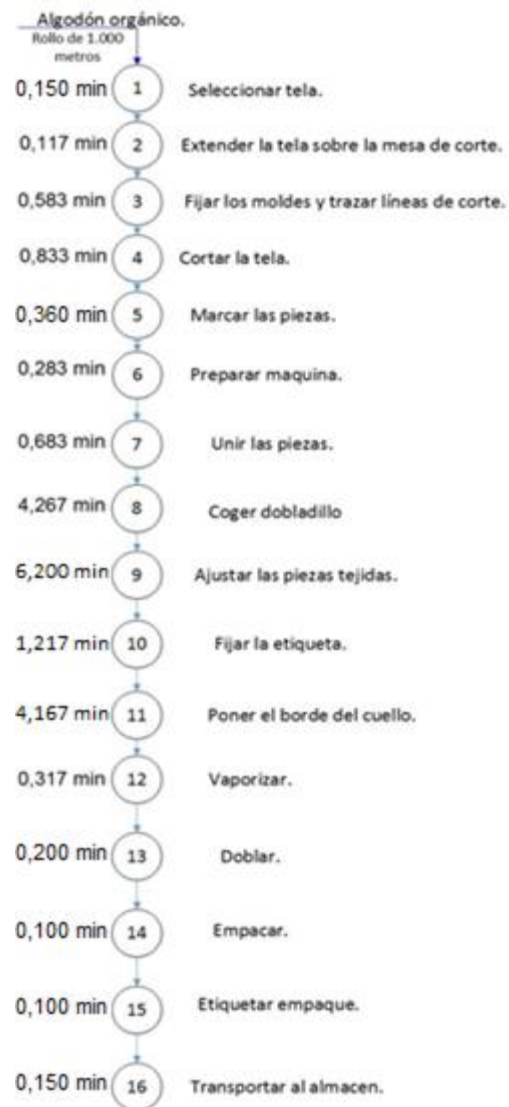 Algodón orgánico.
Rollo de 1.000
metros
0,150 min 1 Seleccionar tela.
0,117 min 2 Extender la tela sobre la mesa de corte.
0,583 min 3 Fijar los moldes y trazar líneas de corte.
0,833 min 4 Cortar la tela.
0,360 min 5 Marcar las piezas.
0,283 min 6 Preparar maquina.
0,683 min 7 Unir las piezas.
4,267 min 8 Coger dobladillo
6,200 min 9 Ajustar las piezas tejidas.
1,217 min 10 Fijar la etiqueta.
4,167 min 11 Poner el borde del cuello.
0,317 min 12 Vaporizar.
0,200 min 13 Doblar.
0,100 min 14 Empacar.
0,100 min 15 Etiquetar empaque.
0,150 min 16 Transportar al almacen.